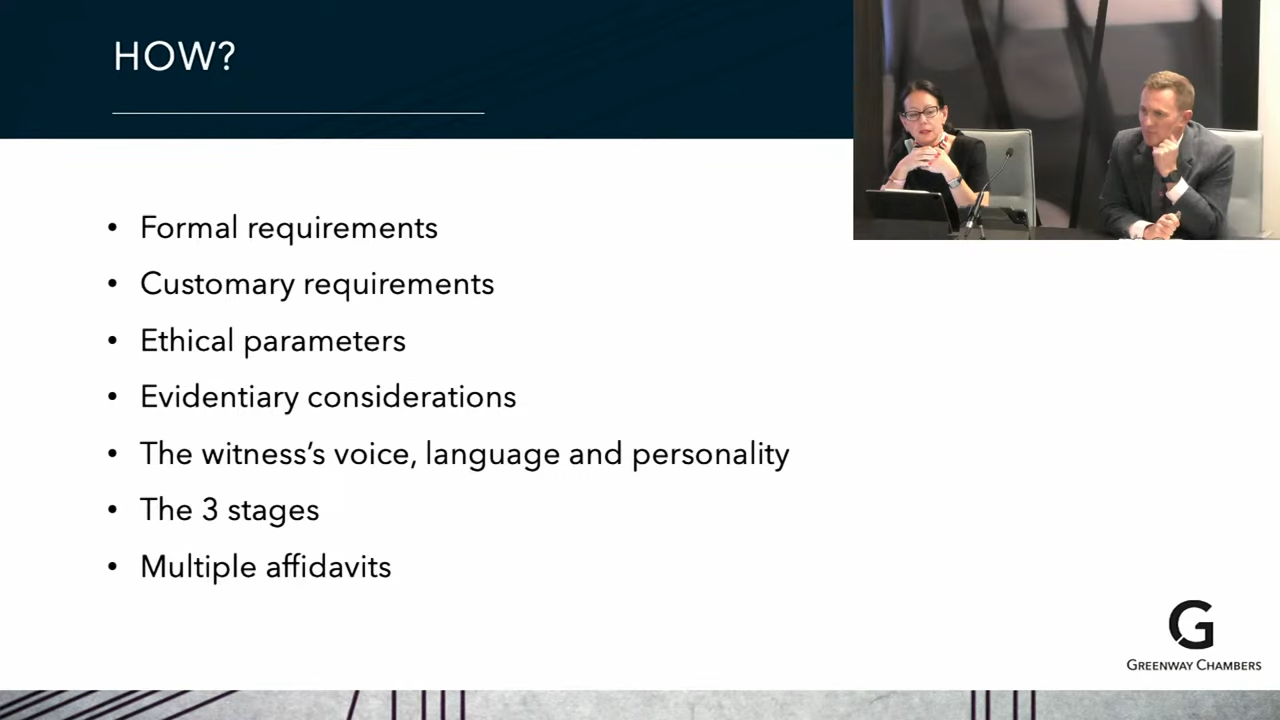 HOW?
• Formal requirements
• Customary requirements
• Ethical parameters
• Evidentiary considerations
• The witness’s voice, language and personality
• The 3 stages
• Multiple affidavits
G
GREENWAY CHAMBERS